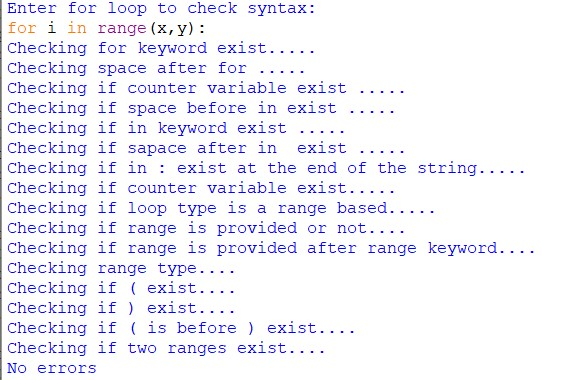 Enter for loop to check syntax:
for i in range(x,y):
Checking for keyword exist.....
Checking space after for .....
Checking if counter variable exist .....
Checking if space before in exist .....
Checking if in keyword exist .....
Checking if sapace after in  exist .....
Checking if in : exist at the end of the string.....
Checking if counter variable exist.....
Checking if loop type is a range based.....
Checking if range is provided or not....
Checking if range is provided after range keyword....
Checking range type....
Checking if ( exist....
Checking if ) exist....
Checking if ( is before ) exist....
Checking if two ranges exist....
No errors